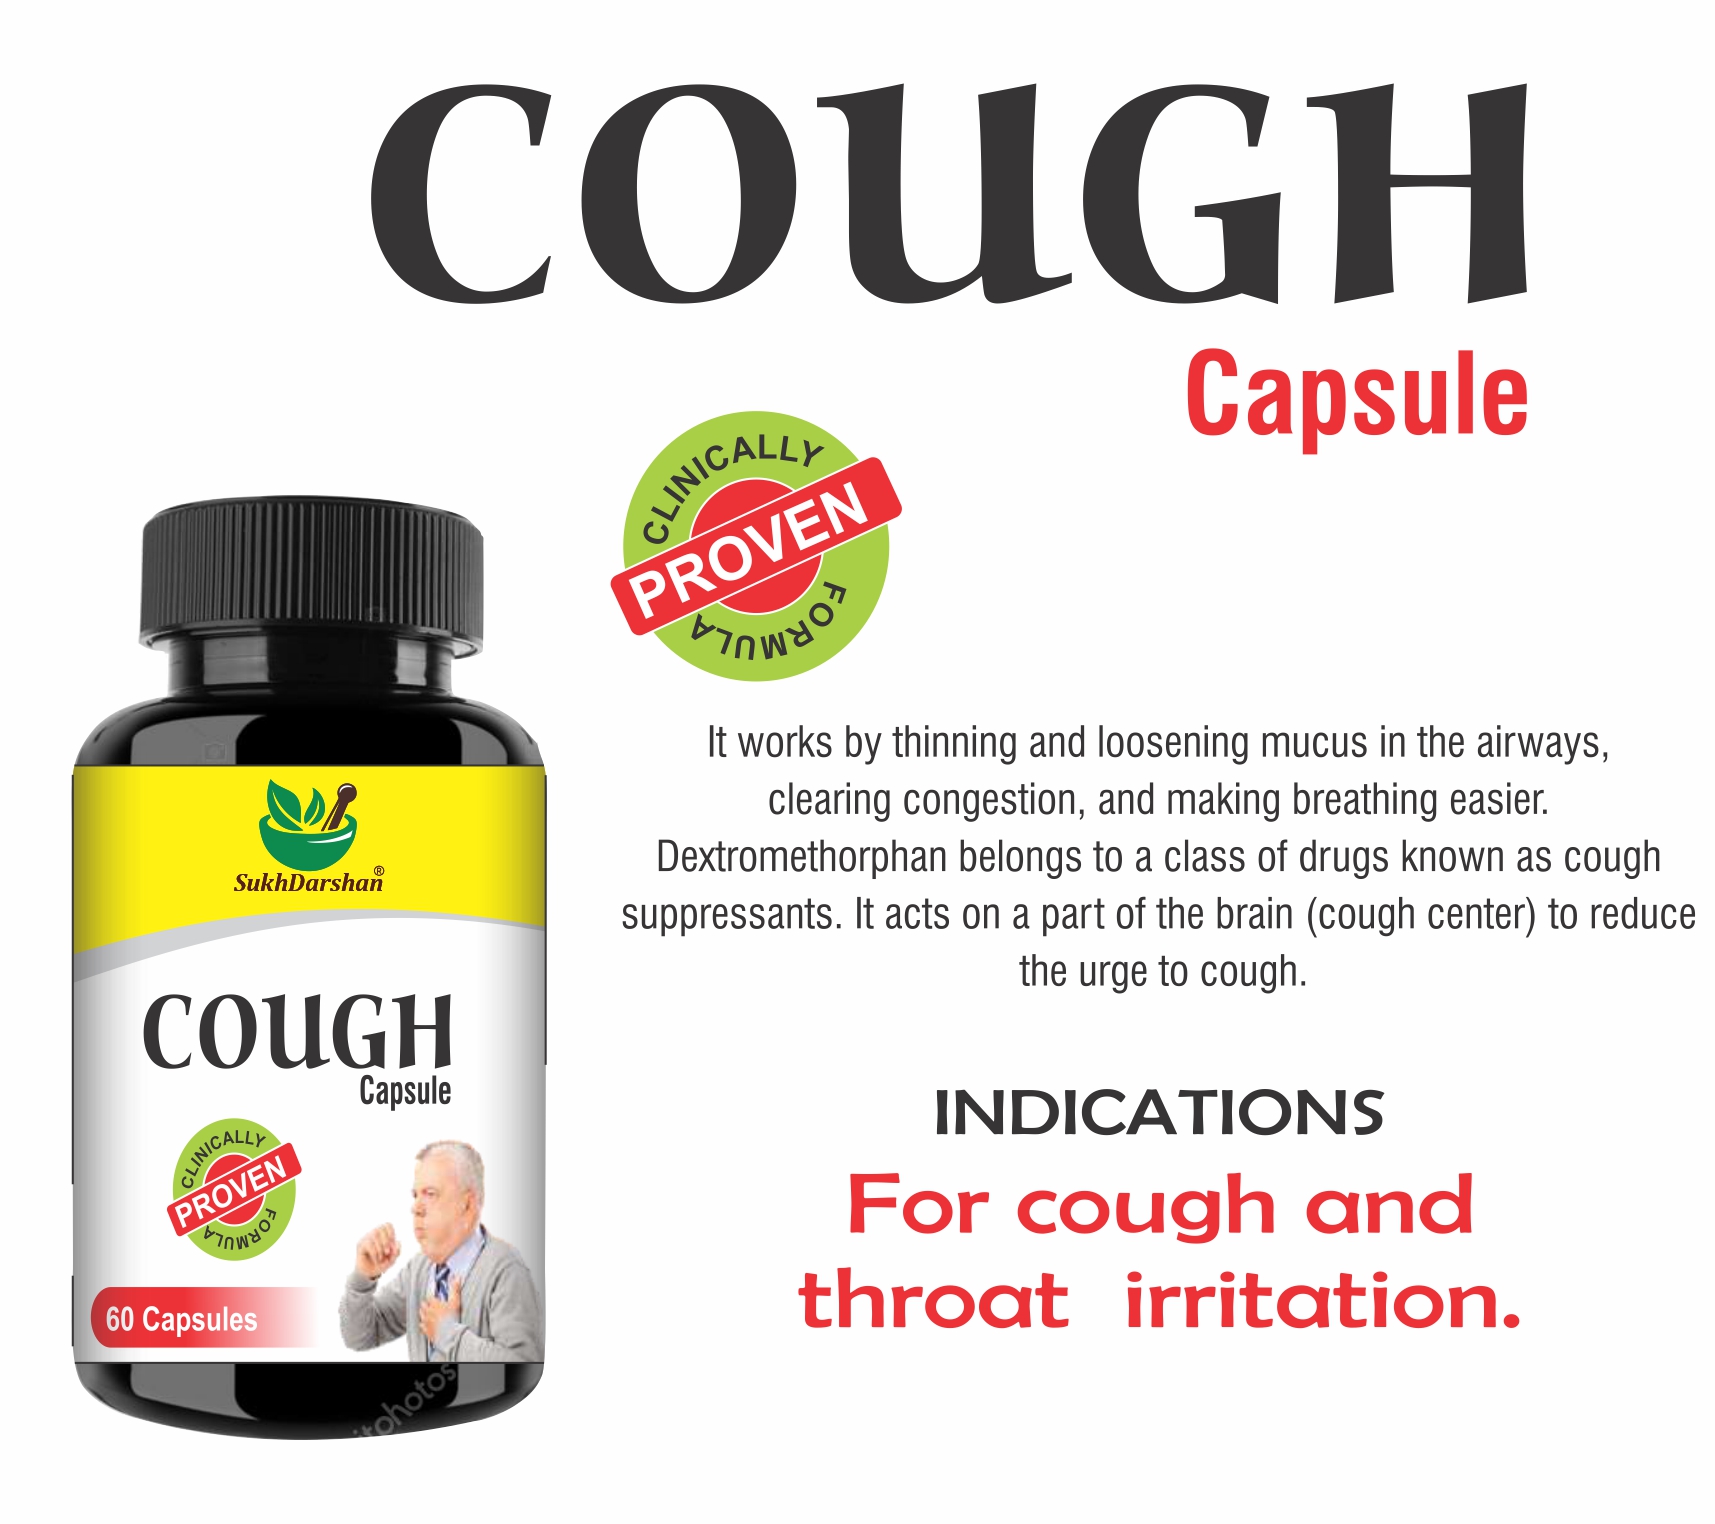 COUGH
Capsule
CLINICALLY
PROVEN
FORMULA
It works by thinning and loosening mucus in the airways,
clearing congestion, and making breathing easier.
Dextromethorphan belongs to a class of drugs known as cough
suppressants. It acts on a part of the brain (cough center) to reduce
the urge to cough.
INDICATIONS
For cough and
throat irritation.
SukhDarshan®
COUGH
Capsule
CLINICALLY
PROVEN
FORMULA
60 Capsules